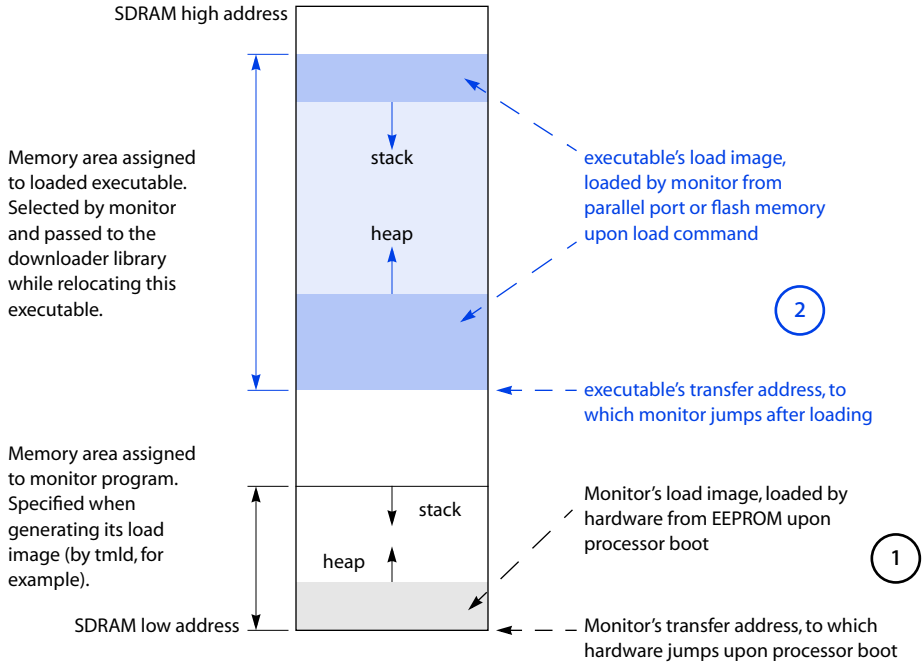 SDRAM high address
Memory area assigned
to loaded executable.
Selected by monitor
and passed to the
downloader library
while relocating this
executable.
stack
heap
executable's load image,
loaded by monitor from
parallel port or flash memory
upon load command
2
executable's transfer address, to
which monitor jumps after loading
Memory area assigned
to monitor program.
Specified when
generating its load
image (by tmld, for
example).
stack
heap
Monitor's load image, loaded by
hardware from EEPROM upon
processor boot
1
SDRAM low address
Monitor's transfer address, to which
hardware jumps upon processor boot